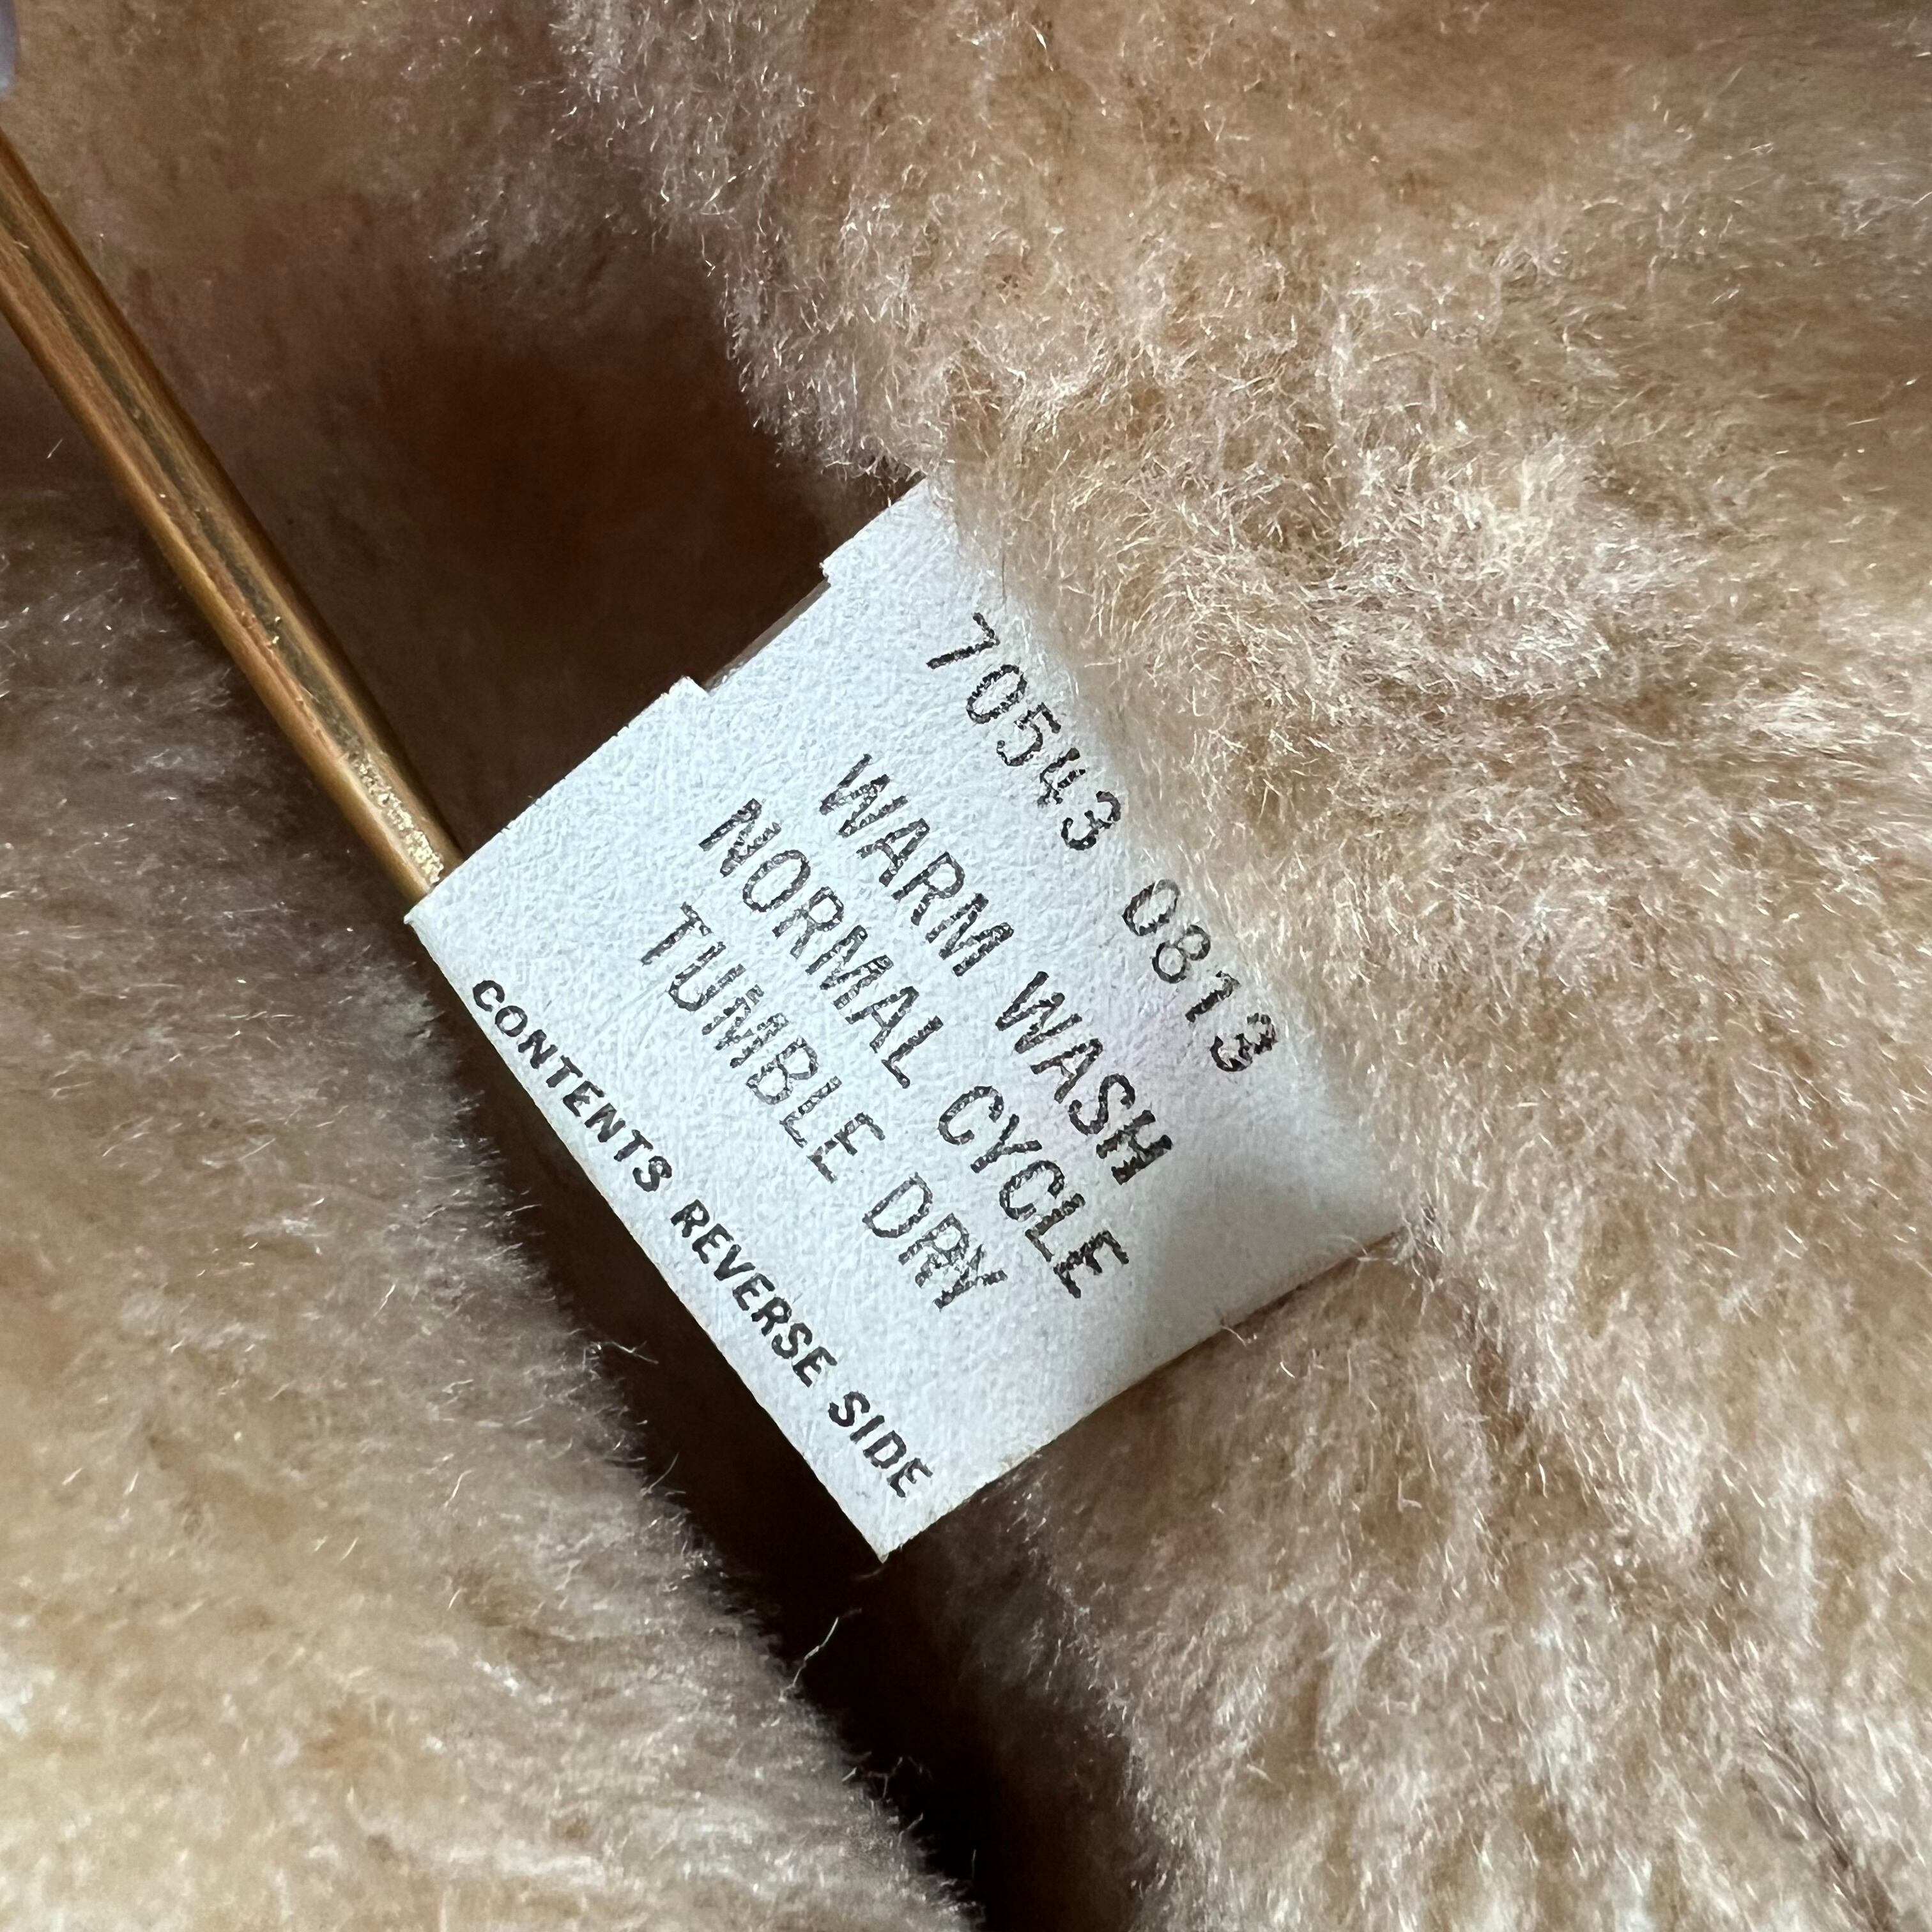 70543 0813
WARM WASH
NORMAL CYCLE
TUMBLE DRY
CONTENTS REVERSE SIDE